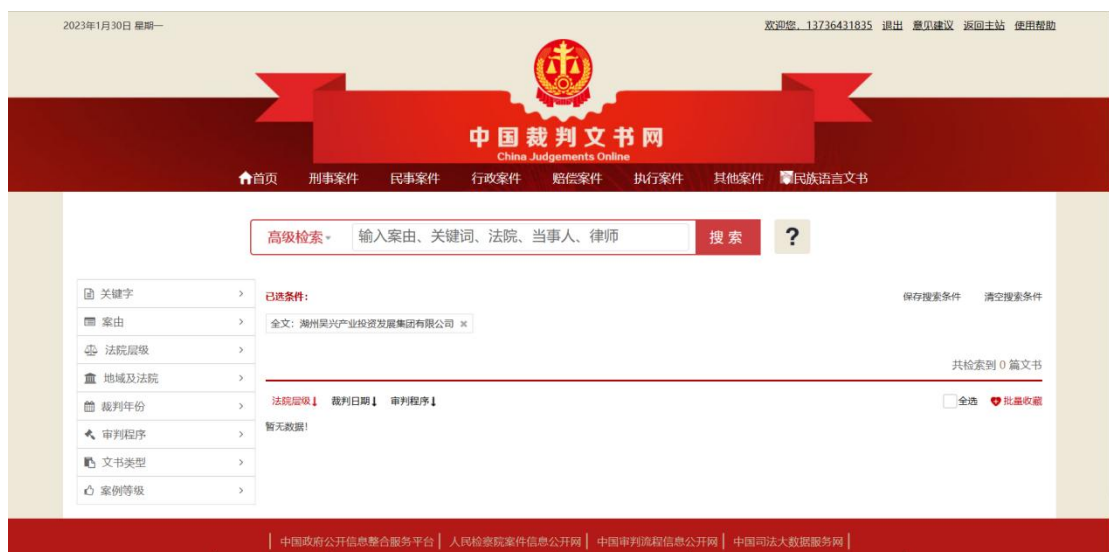 2023年1月30日 星期一
欢迎您，13736431835 退出 意见建议 返回主站 使用帮助
中国裁判文书网
China Judgements Online
首页 刑事案件 民事案件 行政案件 赔偿案件 执行案件 其他案件 民族语言文书
高级检索 输入案由、关键词、法院、当事人、律师 搜索 ?
关键字
已选条件：
保存搜索条件 清空搜索条件
案由
全文：湖州吴兴产业投资发展集团有限公司 ×
法院层级
共检索到 0 篇文书
地域及法院
裁判年份
法院层级 裁判日期 审判程序
全选 批量收藏
审判程序
暂无数据！
文书类型
案例等级
中国政府公开信息整合服务平台 | 人民检察院案件信息公开网 | 中国审判流程信息公开网 | 中国司法大数据服务网 |